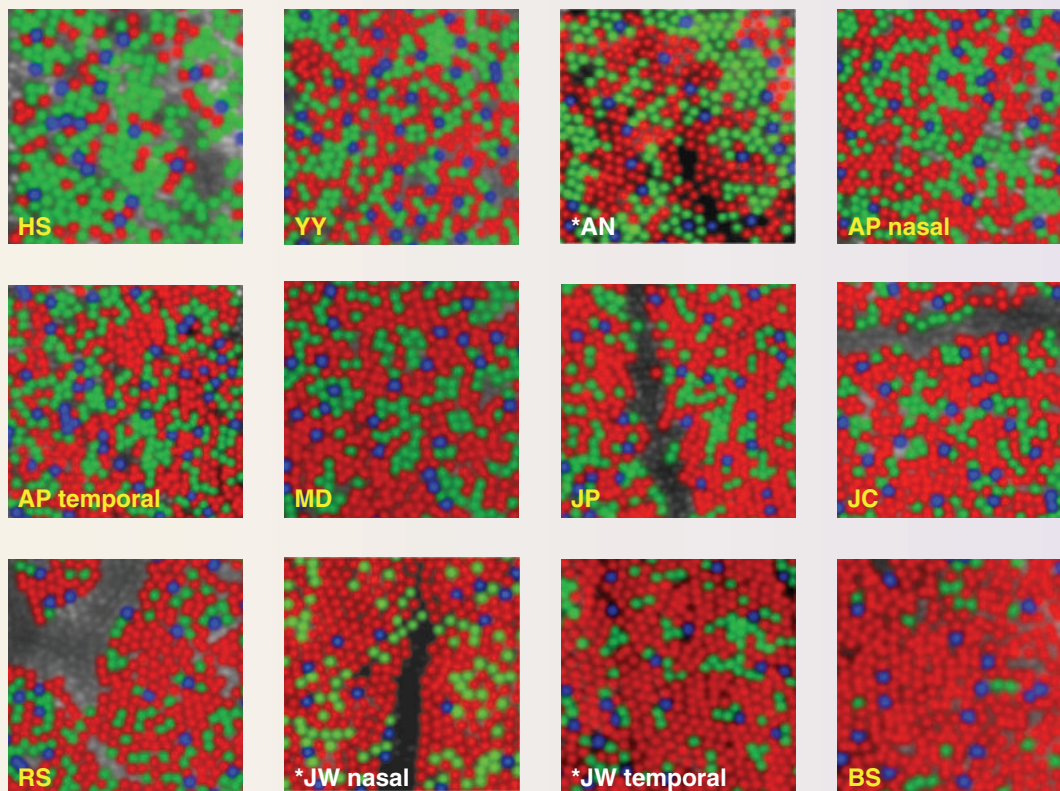 HS
YY
*AN
AP nasal
AP temporal
MD
JP
JC
RS
*JW nasal
*JW temporal
BS